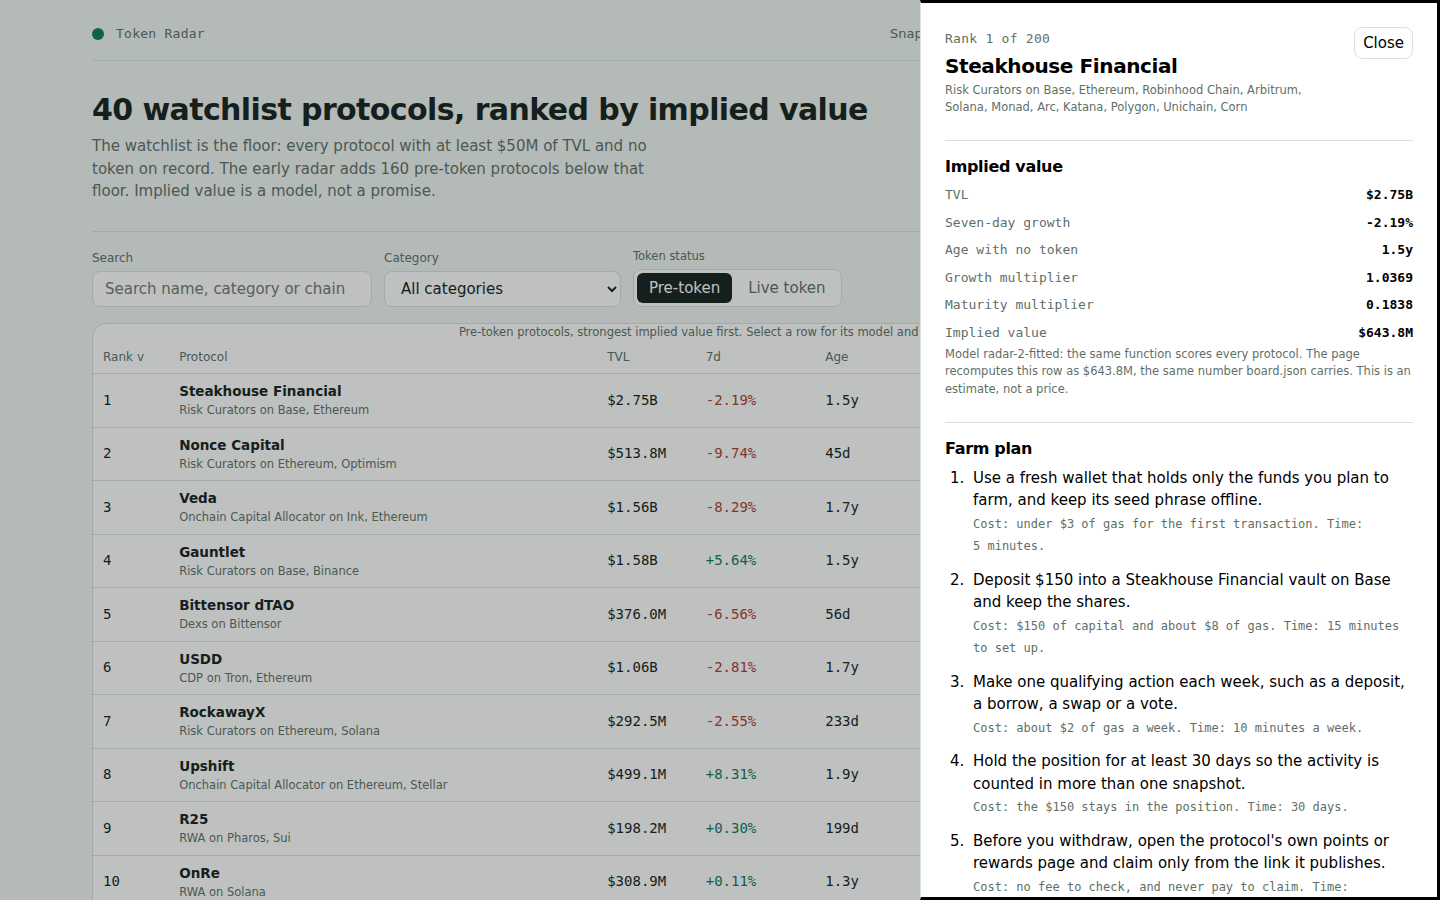 Token Radar
Snap
40 watchlist protocols, ranked by implied value
The watchlist is the floor: every protocol with at least $50M of TVL and no
token on record. The early radar adds 160 pre-token protocols below that
floor. Implied value is a model, not a promise.
Search
Category
Token status
Search name, category or chain
All categories
Pre-token
Live token
Pre-token protocols, strongest implied value first. Select a row for its model and
Rank v Protocol TVL 7d Age
1 Steakhouse Financial $2.75B -2.19% 1.5y
Risk Curators on Base, Ethereum
2 Nonce Capital $513.8M -9.74% 45d
Risk Curators on Ethereum, Optimism
3 Veda $1.56B -8.29% 1.7y
Onchain Capital Allocator on Ink, Ethereum
4 Gauntlet $1.58B +5.64% 1.5y
Risk Curators on Base, Binance
5 Bittensor dTAO $376.0M -6.56% 56d
Dexs on Bittensor
6 USDD $1.06B -2.81% 1.7y
CDP on Tron, Ethereum
7 RockawayX $292.5M -2.55% 233d
Risk Curators on Ethereum, Solana
8 Upshift $499.1M +8.31% 1.9y
Onchain Capital Allocator on Ethereum, Stellar
9 R25 $198.2M +0.30% 199d
RWA on Pharos, Sui
10 OnRe $308.9M +0.11% 1.3y
RWA on Solana
Rank 1 of 200
Close
Steakhouse Financial
Risk Curators on Base, Ethereum, Robinhood Chain, Arbitrum,
Solana, Monad, Arc, Katana, Polygon, Unichain, Corn
Implied value
TVL $2.75B
Seven-day growth -2.19%
Age with no token 1.5y
Growth multiplier 1.0369
Maturity multiplier 0.1838
Implied value $643.8M
Model radar-2-fitted: the same function scores every protocol. The page
recomputes this row as $643.8M, the same number board.json carries. This is an
estimate, not a price.
Farm plan
1. Use a fresh wallet that holds only the funds you plan to
farm, and keep its seed phrase offline.
Cost: under $3 of gas for the first transaction. Time:
5 minutes.
2. Deposit $150 into a Steakhouse Financial vault on Base
and keep the shares.
Cost: $150 of capital and about $8 of gas. Time: 15 minutes
to set up.
3. Make one qualifying action each week, such as a deposit,
a borrow, a swap or a vote.
Cost: about $2 of gas a week. Time: 10 minutes a week.
4. Hold the position for at least 30 days so the activity is
counted in more than one snapshot.
Cost: the $150 stays in the position. Time: 30 days.
5. Before you withdraw, open the protocol's own points or
rewards page and claim only from the link it publishes.
Cost: no fee to check, and never pay to claim. Time: